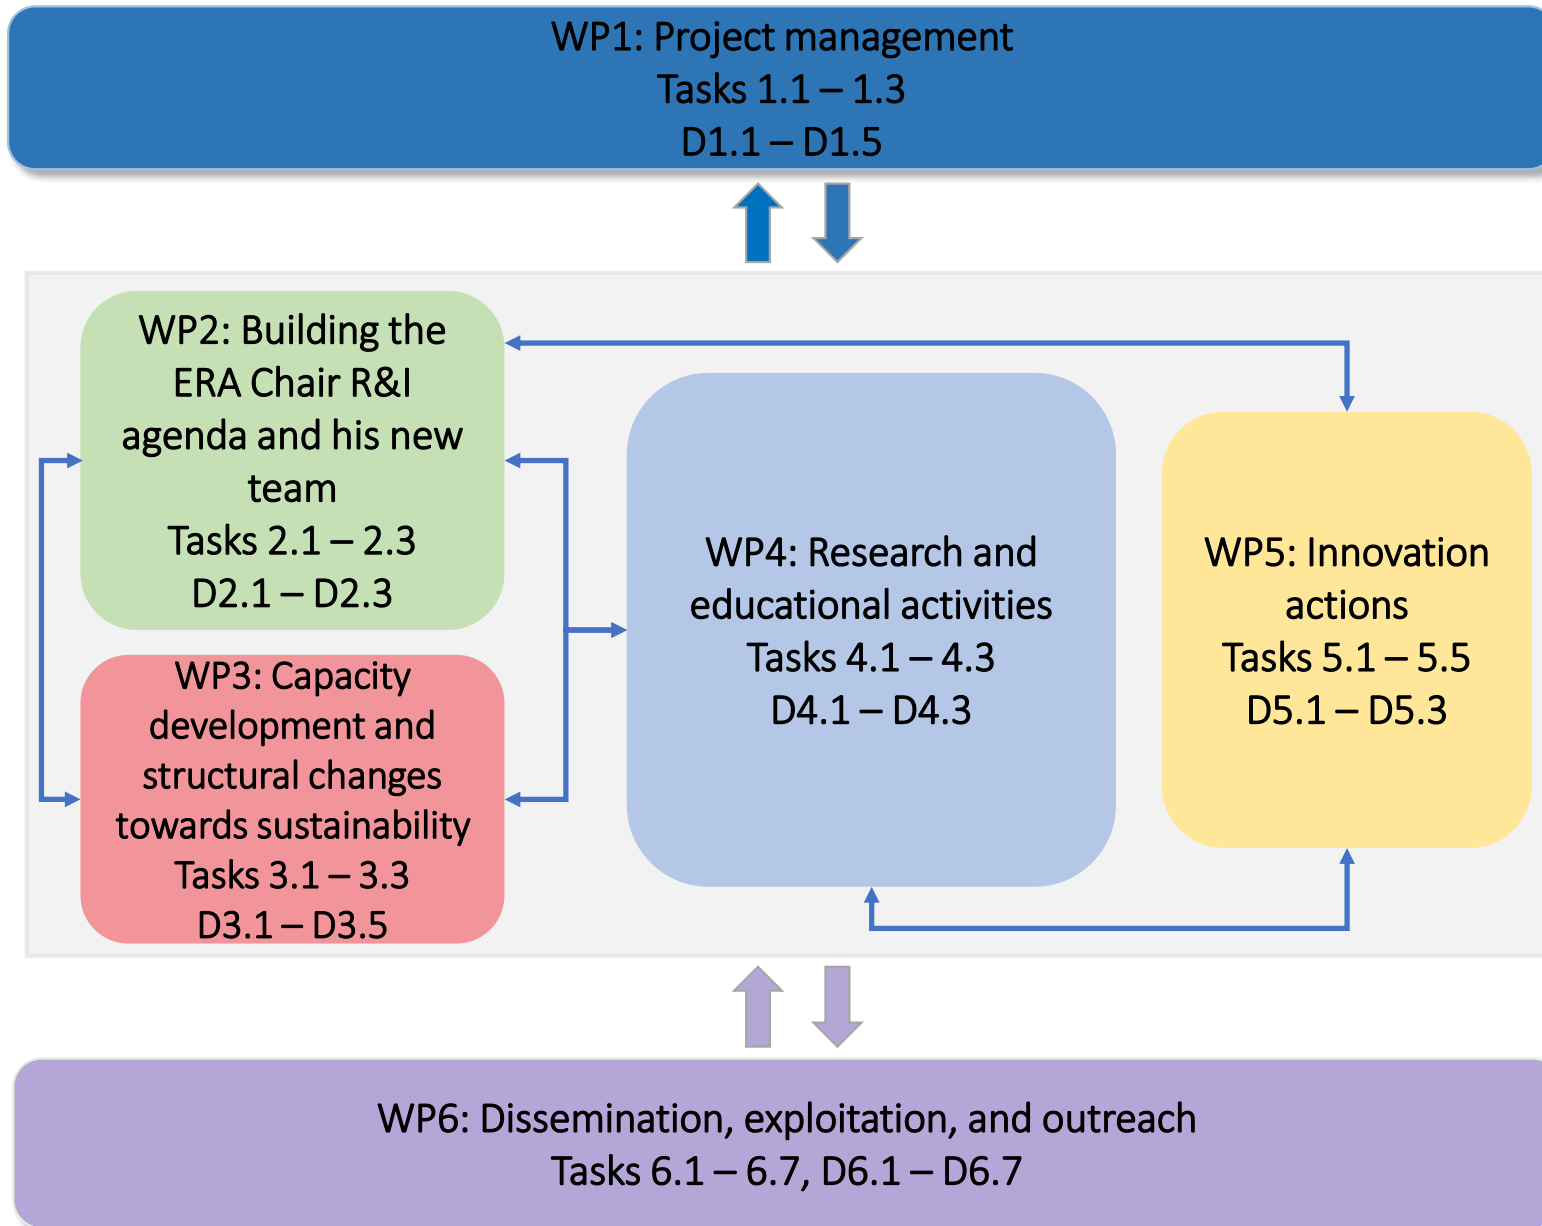 WP1: Project management
Tasks 1.1 – 1.3
D1.1 – D1.5
WP2: Building the
ERA Chair R&I
agenda and his new
team
Tasks 2.1 – 2.3
D2.1 – D2.3
WP3: Capacity
development and
structural changes
towards sustainability
Tasks 3.1 – 3.3
D3.1 – D3.5
WP4: Research and
educational activities
Tasks 4.1 – 4.3
D4.1 – D4.3
WP5: Innovation
actions
Tasks 5.1 – 5.5
D5.1 – D5.3
WP6: Dissemination, exploitation, and outreach
Tasks 6.1 – 6.7, D6.1 – D6.7